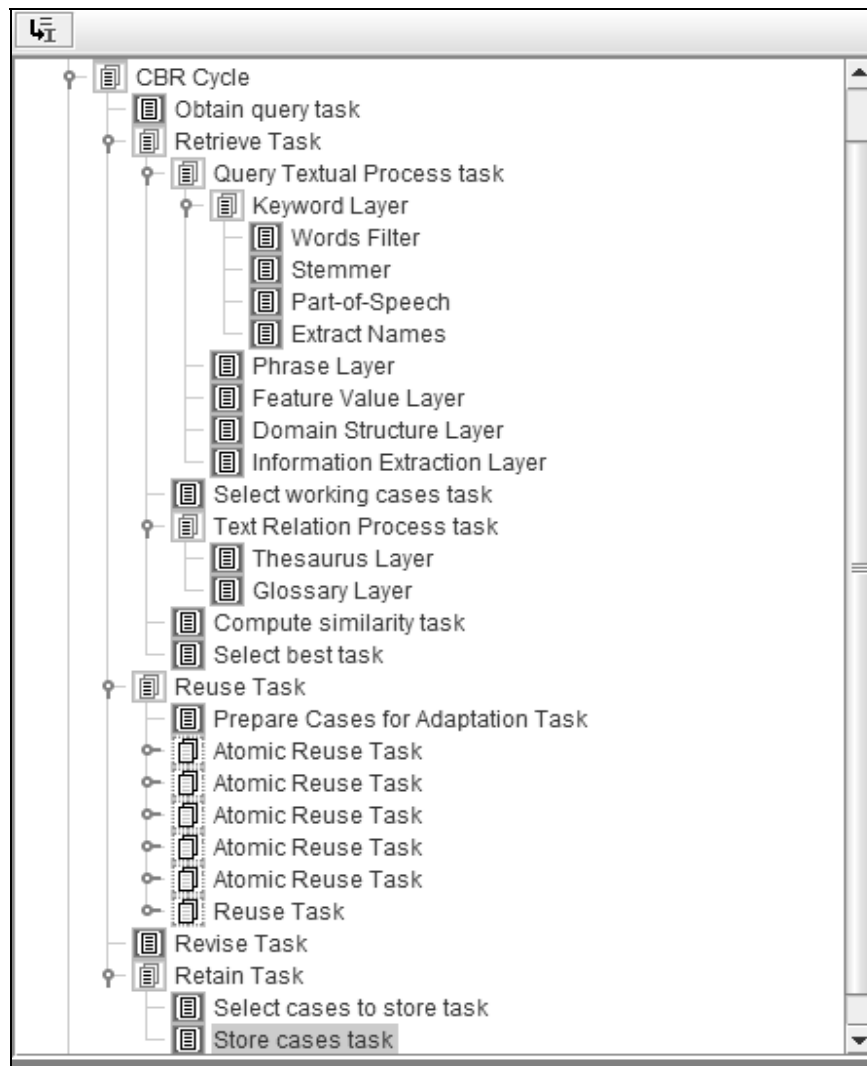 CBR Cycle
Obtain query task
Retrieve Task
Query Textual Process task
Keyword Layer
Words Filter
Stemmer
Part-of-Speech
Extract Names
Phrase Layer
Feature Value Layer
Domain Structure Layer
Information Extraction Layer
Select working cases task
Text Relation Process task
Thesaurus Layer
Glossary Layer
Compute similarity task
Select best task
Reuse Task
Prepare Cases for Adaptation Task
Atomic Reuse Task
Atomic Reuse Task
Atomic Reuse Task
Atomic Reuse Task
Atomic Reuse Task
Reuse Task
Revise Task
Retain Task
Select cases to store task
Store cases task